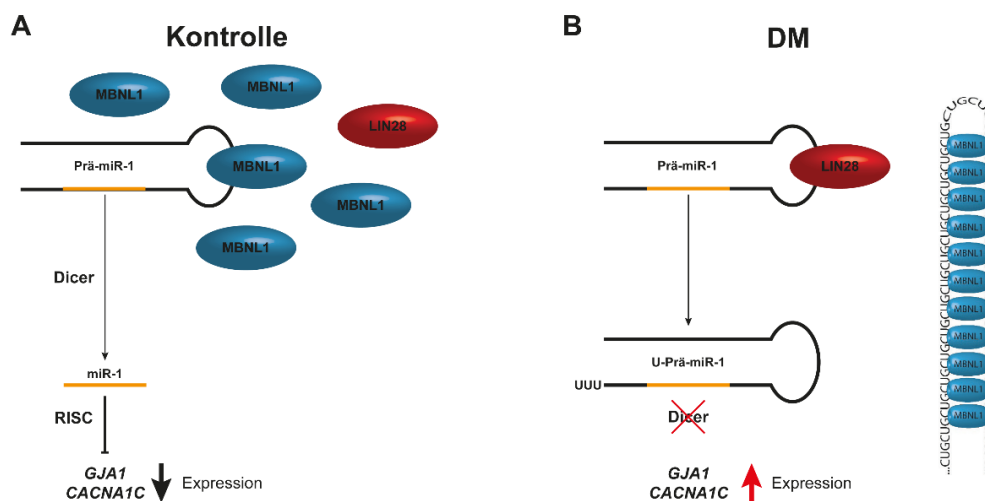 A
Kontrolle
MBNL1
MBNL1
LIN28
Prä-miR-1
MBNL1
MBNL1
MBNL1
Dicer
miR-1
RISC
GJA1
CACNA1C
Expression
B
DM
Prä-miR-1
LIN28
U-Prä-miR-1
UUU
Dicer
GJA1
CACNA1C
Expression
...CUGCUGCUGCUGCUGCUGCUGCUGCUGCUGCUGCUGCUGCUGCU
MBNL1
MBNL1
MBNL1
MBNL1
MBNL1
MBNL1
MBNL1
MBNL1
MBNL1
MBNL1
MBNL1